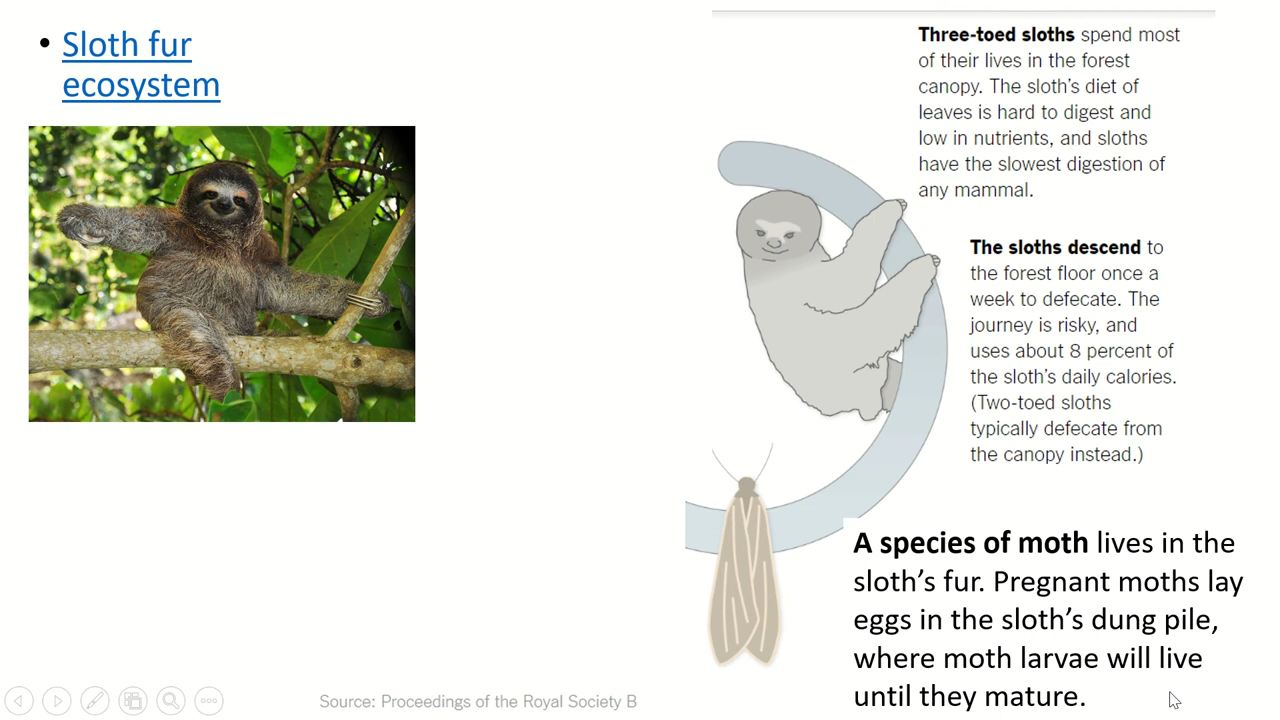 • Sloth fur
ecosystem
Three-toed sloths spend most
of their lives in the forest
canopy. The sloth’s diet of
leaves is hard to digest and
low in nutrients, and sloths
have the slowest digestion of
any mammal.
The sloths descend to
the forest floor once a
week to defecate. The
journey is risky, and
uses about 8 percent of
the sloth’s daily calories.
(Two-toed sloths
typically defecate from
the canopy instead.)
A species of moth lives in the
sloth’s fur. Pregnant moths lay
eggs in the sloth’s dung pile,
where moth larvae will live
until they mature.
Source: Proceedings of the Royal Society B